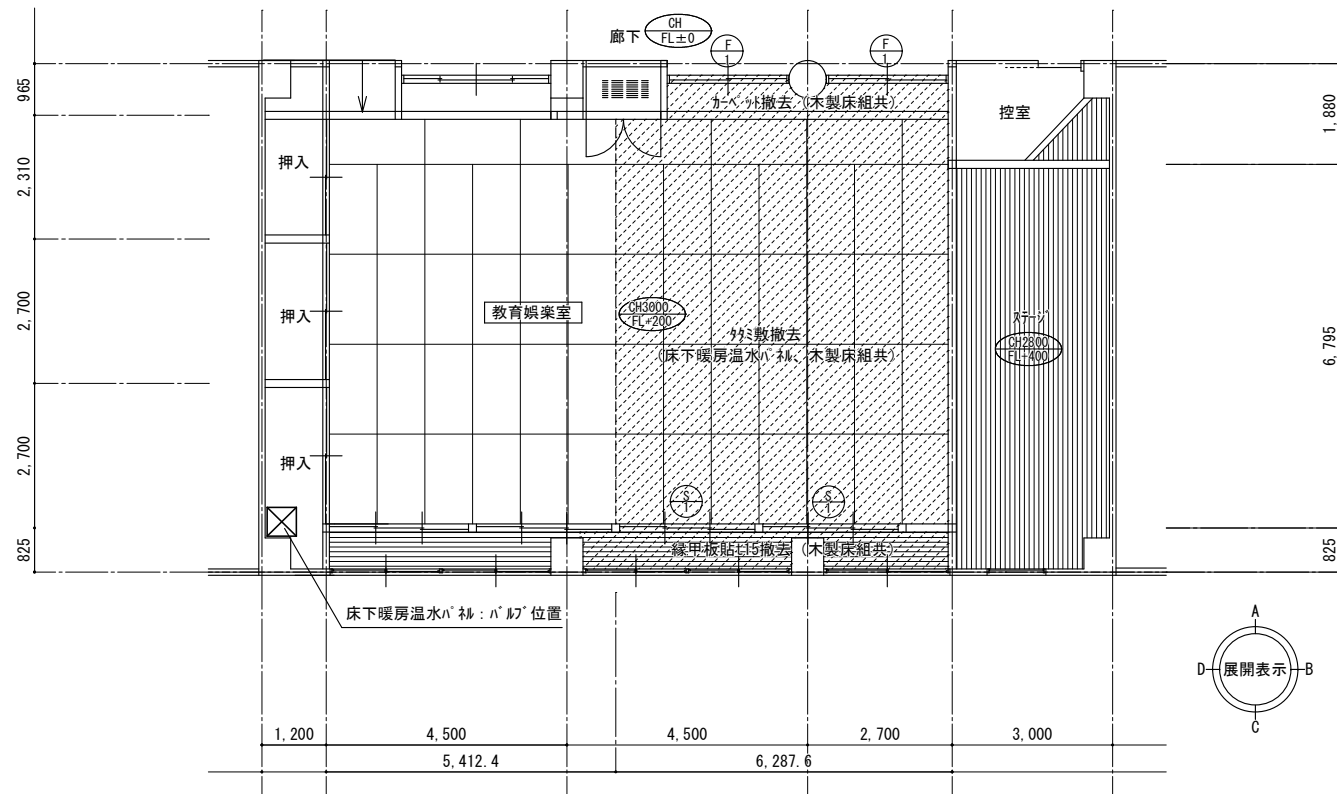 廊下
CH
FL±0
F
1
F
1
カーペット撤去（木製床組共）
控室
押入
押入
押入
教育娯楽室
CH3000
FL+200
タタミ敷撤去
（床下暖房温水パネル、木製床組共）
ステージ
CH2800
FL+400
S
1
S
1
縁甲板貼t15撤去（木製床組共）
床下暖房温水パネル：バルブ位置
965
2,310
2,700
2,700
825
1,880
6,795
825
A
D
展開表示
B
C
1,200
4,500
4,500
2,700
3,000
5,412.4
6,287.6